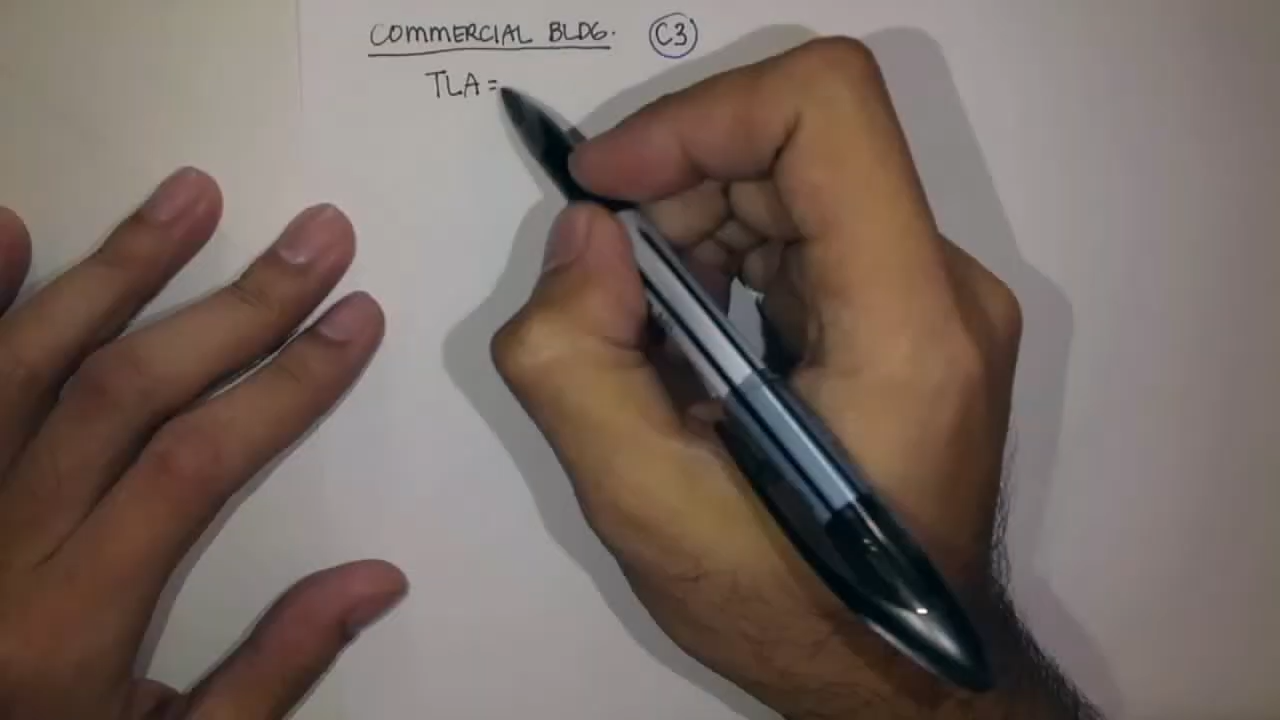 COMMERCIAL BLDG. C3
TLA =